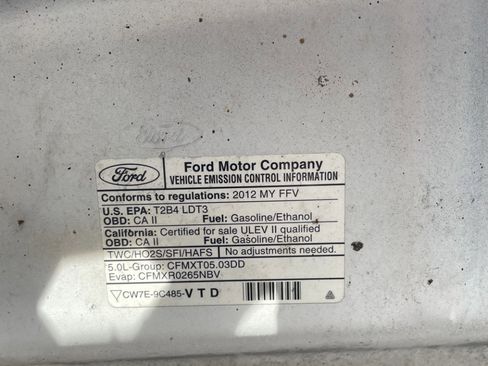 Ford
Ford Motor Company
VEHICLE EMISSION CONTROL INFORMATION
Conforms to regulations: 2012 MY FFV
U.S. EPA: T2B4 LDT3
OBD: CA II Fuel: Gasoline/Ethanol
California: Certified for sale ULEV II qualified
OBD: CA II Fuel: Gasoline/Ethanol
TWC/HO2S/SFI/HAFS No adjustments needed.
5.0L-Group: CFMXT05.03DD
Evap: CFMXR0265NBV
CW7E-9C485-VTD